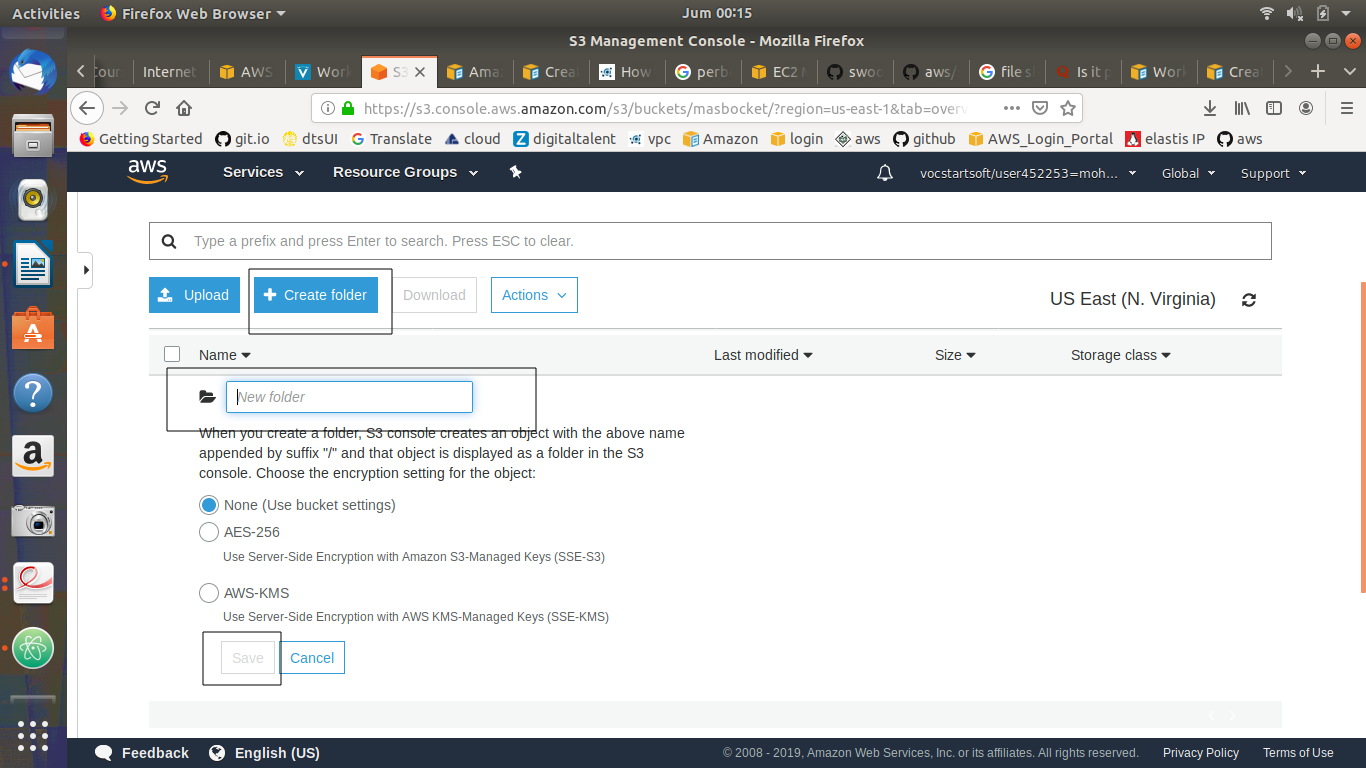 Activities Firefox Web Browser Jum 00:15
S3 Management Console - Mozilla Firefox
Internet AWS Work S3 Amaz Crea How EC2 aws/ Is it p Work Crea
https://s3.console.aws.amazon.com/s3/buckets/masbocket/?region=us-east-1&tab=overv
Getting Started git.io dtsUI Translate cloud digitaltalent vpc Amazon login aws github AWS_Login_Portal elastis IP aws
aws Services Resource Groups vocstartsoft/user452253=moh... Global Support
Type a prefix and press Enter to search. Press ESC to clear.
Upload Create folder Download Actions US East (N. Virginia)
Name Last modified Size Storage class
New folder
When you create a folder, S3 console creates an object with the above name
appended by suffix "/" and that object is displayed as a folder in the S3
console. Choose the encryption setting for the object:
None (Use bucket settings)
AES-256
Use Server-Side Encryption with Amazon S3-Managed Keys (SSE-S3)
AWS-KMS
Use Server-Side Encryption with AWS KMS-Managed Keys (SSE-KMS)
Save Cancel
Feedback English (US) © 2008 - 2019, Amazon Web Services, Inc. or its affiliates. All rights reserved. Privacy Policy Terms of Use